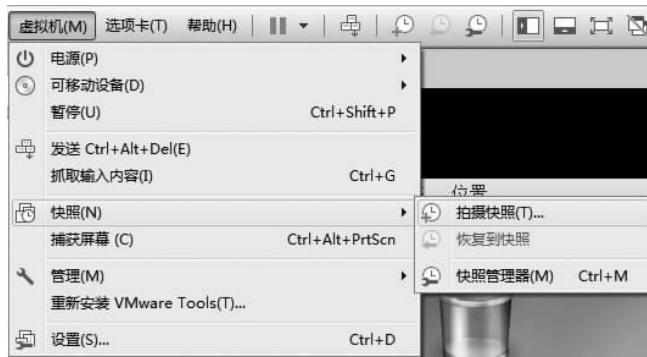 虚拟机(M) 选项卡(T) 帮助(H)
电源(P)
可移动设备(D)
暂停(U) Ctrl+Shift+P
发送 Ctrl+Alt+Del(E)
抓取输入内容(I) Ctrl+G
位置
快照(N) 拍摄快照(T)...
捕获屏幕 (C) Ctrl+Alt+PrtScn 恢复到快照
管理(M) 快照管理器(M) Ctrl+M
重新安装 VMware Tools(T)...
设置(S)... Ctrl+D